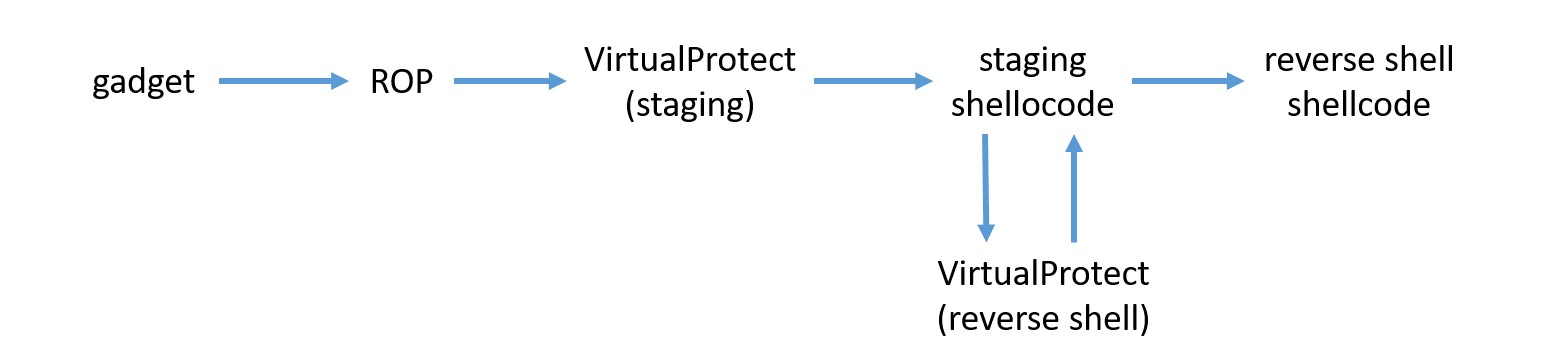 gadget
ROP
VirtualProtect
(staging)
staging
shellocode
reverse shell
shellcode
VirtualProtect
(reverse shell)